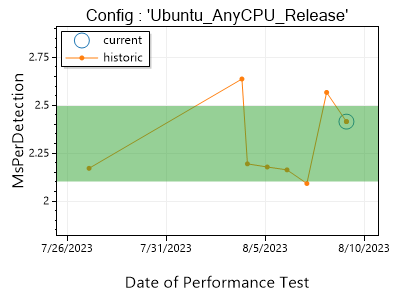 Config : 'Ubuntu_AnyCPU_Release'
current
historic
MsPerDetection
2.75
2.5
2.25
2
7/26/2023
7/31/2023
8/5/2023
8/10/2023
Date of Performance Test